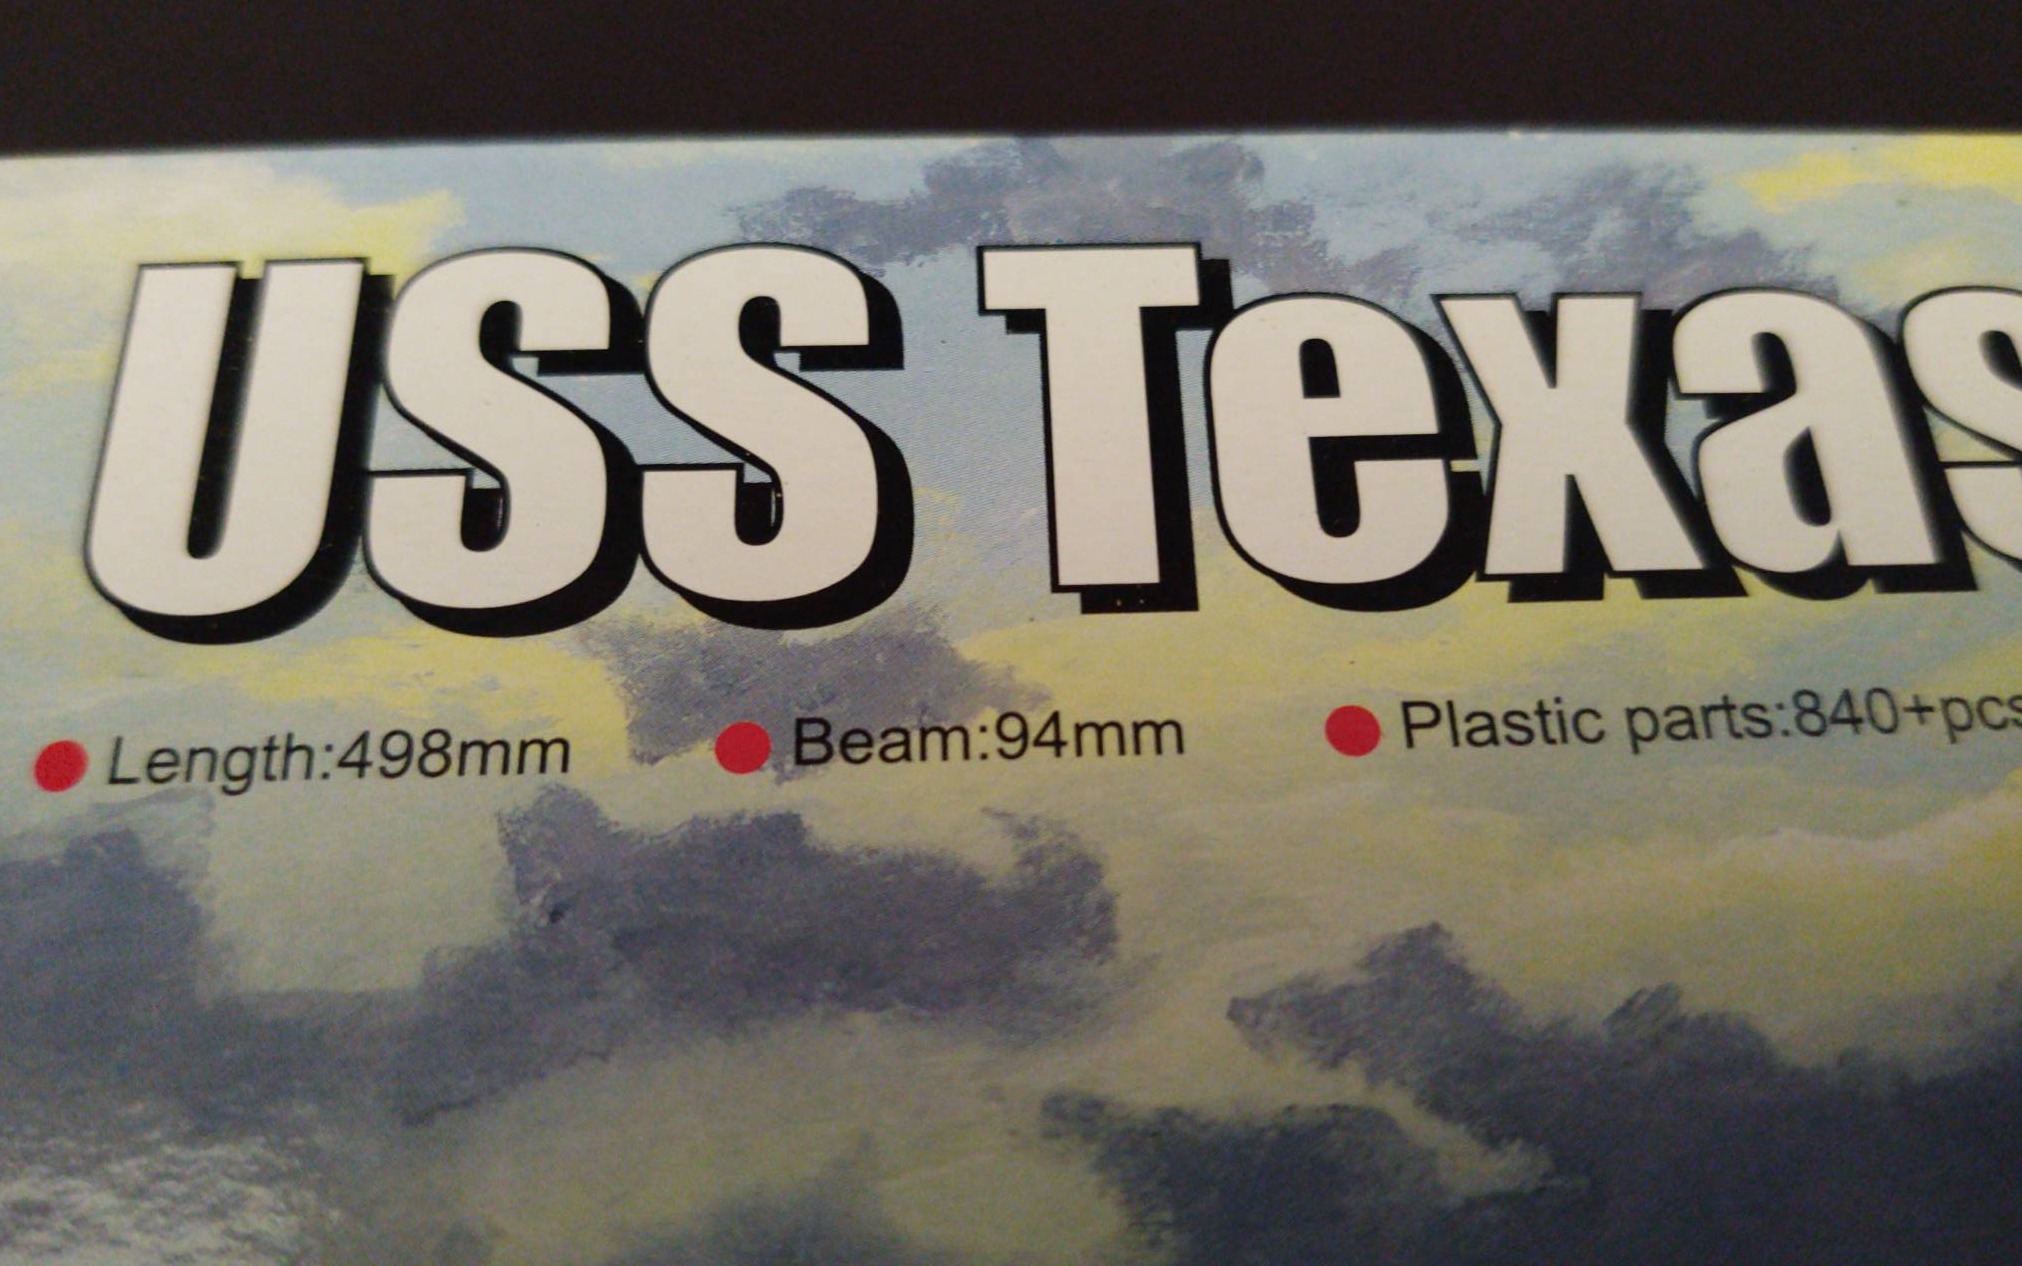 USS Texas
Length:498mm Beam:94mm Plastic parts:840+pcs